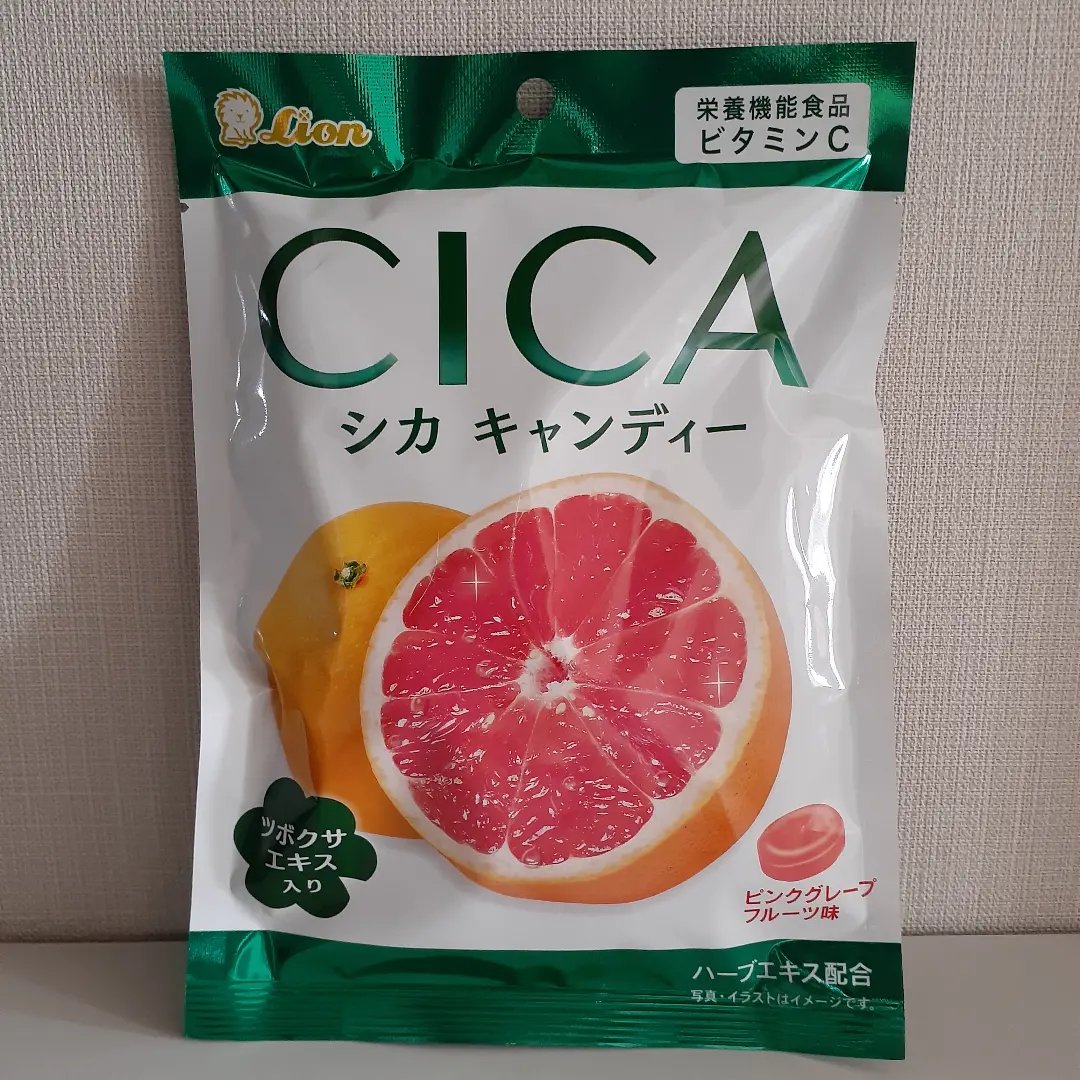 Lion
栄養機能食品
ビタミンC
CICA
シカ キャンディー
ツボクサ
エキス
入り
ピンクグレープ
フルーツ味
ハーブエキス配合
写真・イラストはイメージです。